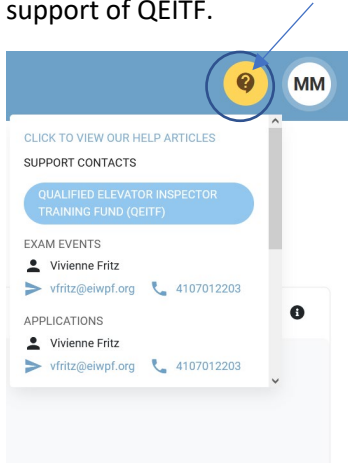 support of QEITF.
MM
CLICK TO VIEW OUR HELP ARTICLES
SUPPORT CONTACTS
QUALIFIED ELEVATOR INSPECTOR
TRAINING FUND (QEITF)
EXAM EVENTS
Vivienne Fritz
vfritz@eiwpf.org 4107012203
APPLICATIONS
Vivienne Fritz
vfritz@eiwpf.org 4107012203